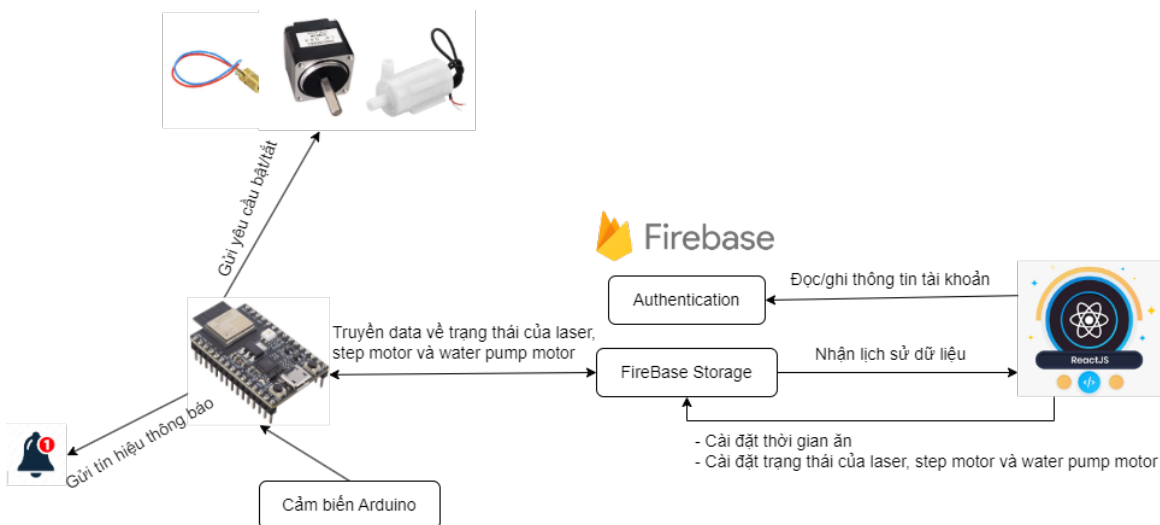 Gửi yêu cầu bật/tắt
Firebase
Authentication
Đọc/ghi thông tin tài khoản
Truyền data về trạng thái của laser,
step motor và water pump motor
FireBase Storage
Nhận lịch sử dữ liệu
ReactJS
</>
1
Gửi tín hiệu thông báo
- Cài đặt thời gian ăn
- Cài đặt trạng thái của laser, step motor và water pump motor
Cảm biến Arduino